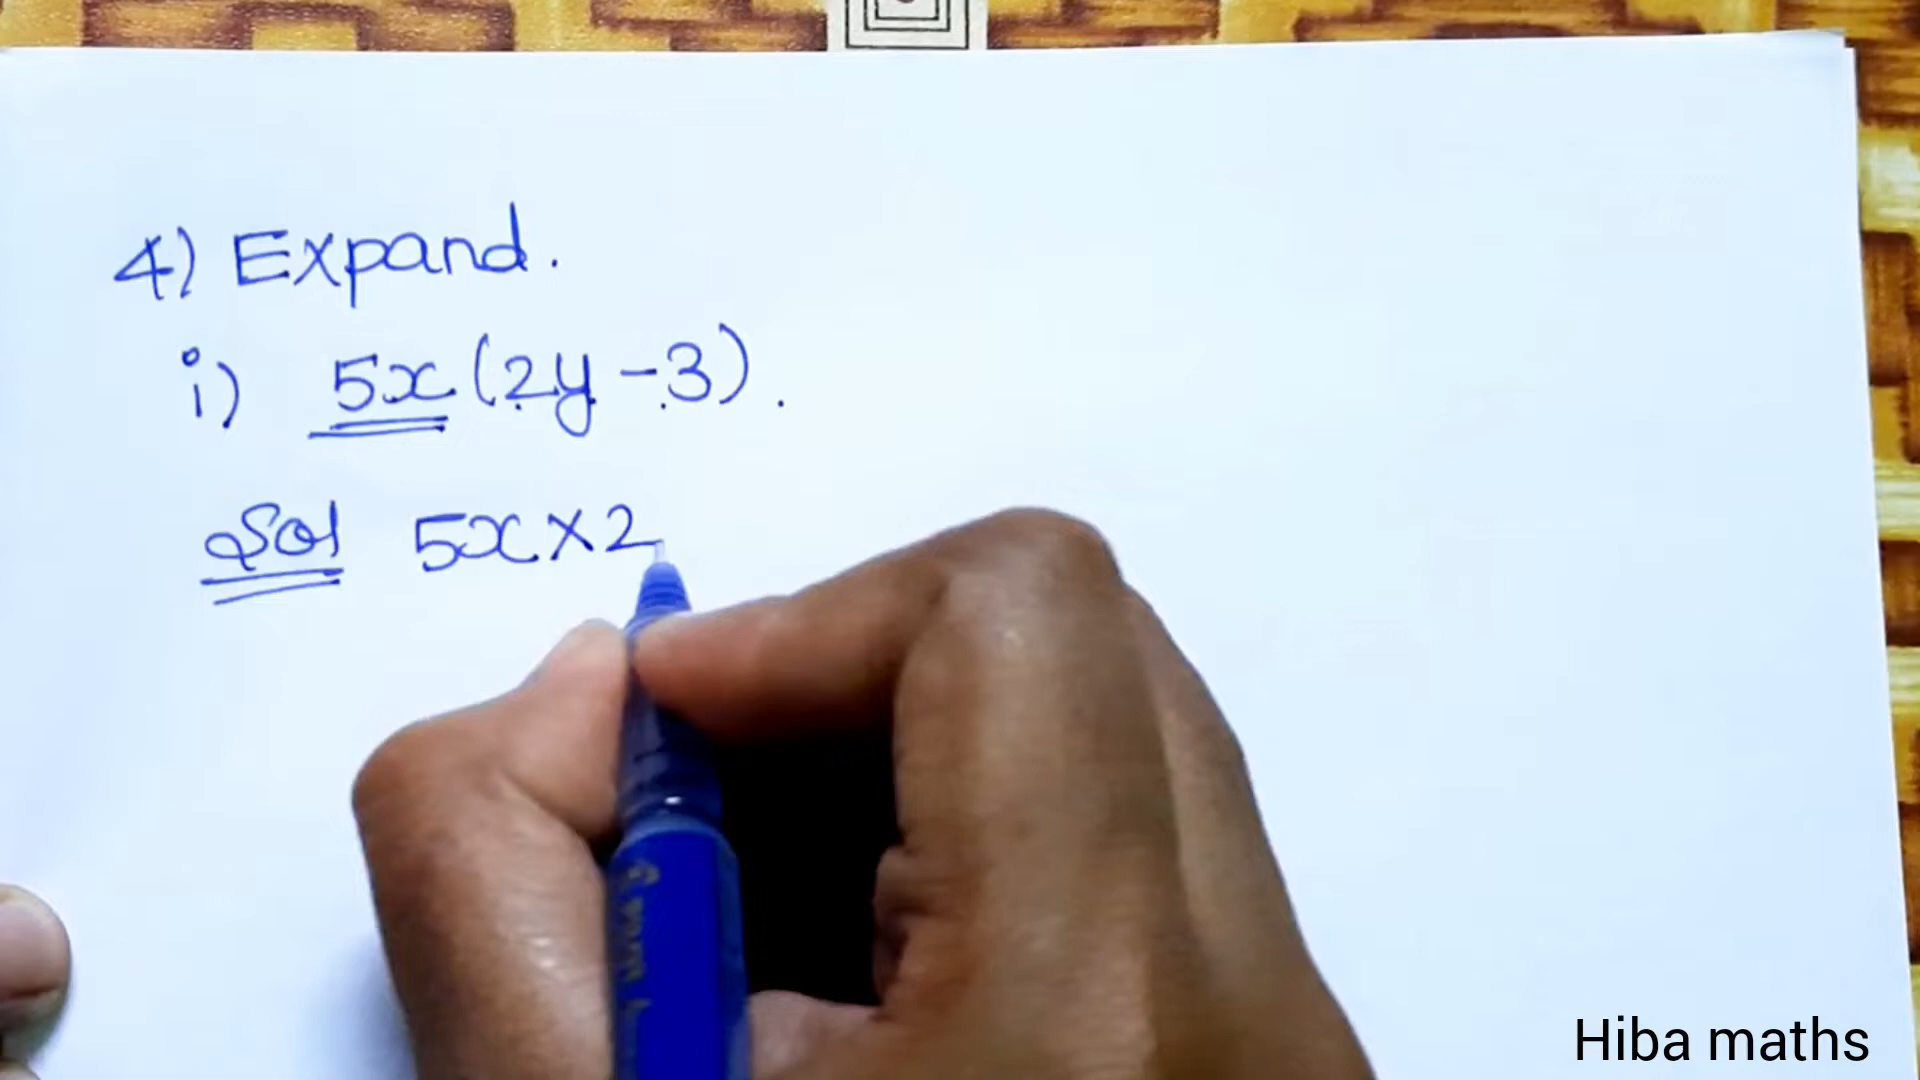 4) Expand.
i) 5x (2y - 3).
Sol 5x × 2
Hiba maths